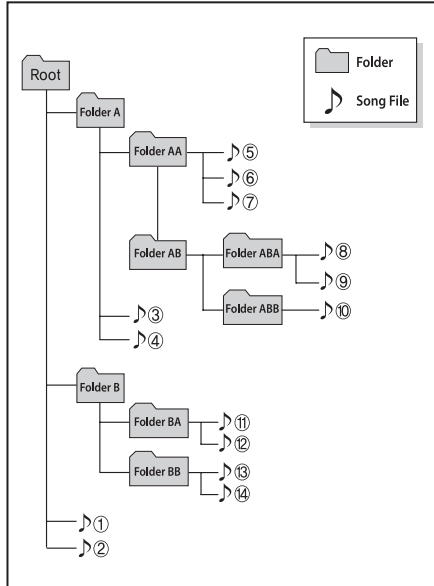 Root
Folder
Song File
Folder A
Folder AA
⑤
⑥
⑦
Folder AB
Folder ABA
⑧
⑨
Folder ABB
⑩
③
④
Folder B
Folder BA
⑪
⑫
Folder BB
⑬
⑭
①
②